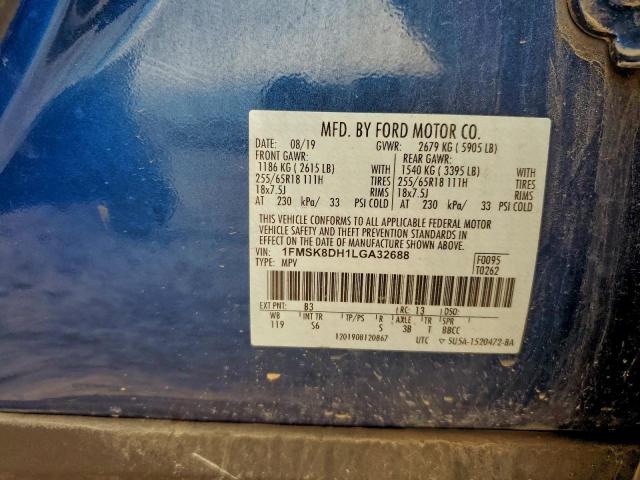 MFD. BY FORD MOTOR CO.
DATE: 08/19 GVWR: 2679 KG ( 5905 LB)
FRONT GAWR: REAR GAWR:
1186 KG ( 2615 LB) WITH 1540 KG ( 3395 LB) WITH
255/65R18 111H TIRES 255/65R18 111H TIRES
18x7.5J RIMS 18x7.5J RIMS
AT 230 kPa/ 33 PSI COLD AT 230 kPa/ 33 PSI COLD
THIS VEHICLE CONFORMS TO ALL APPLICABLE FEDERAL MOTOR
VEHICLE SAFETY AND THEFT PREVENTION STANDARDS IN
EFFECT ON THE DATE OF MANUFACTURE SHOWN ABOVE.
VIN: 1FMSK8DH1LGA32688 F0095
TYPE: MPV T0262
EXT PNT: B3 RC: 13 DSO:
WB INT TR TP/PS R AXLE TR SPR
119 S6 S 3B T BBCC
1201908120867 UTC ▽ 5U5A-1520472-BA